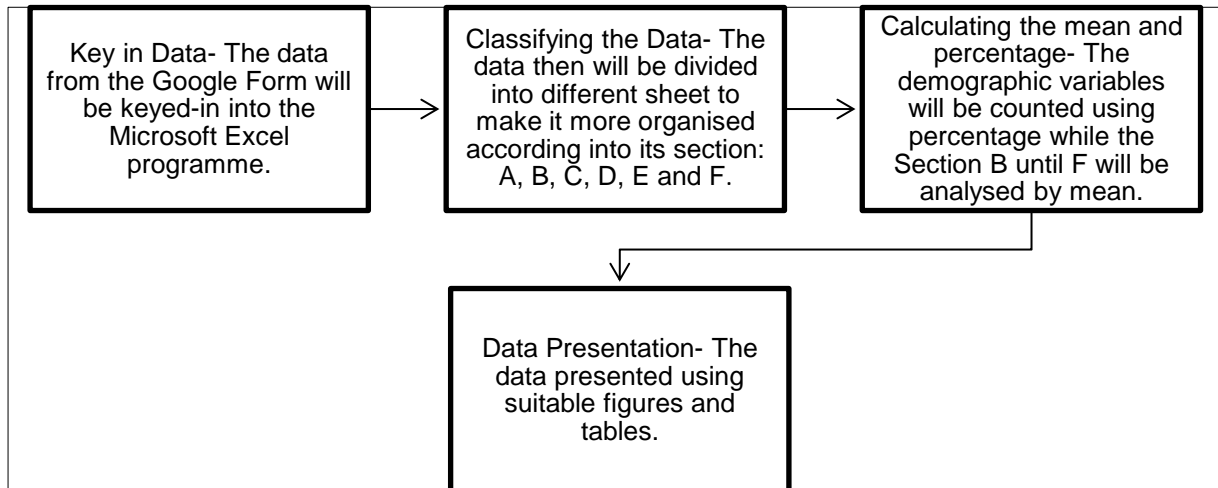 Key in Data- The data
from the Google Form will
be keyed-in into the
Microsoft Excel
programme.
Classifying the Data- The
data then will be divided
into different sheet to
make it more organised
according into its section:
A, B, C, D, E and F.
Calculating the mean and
percentage- The
demographic variables
will be counted using
percentage while the
Section B until F will be
analysed by mean.
Data Presentation- The
data presented using
suitable figures and
tables.